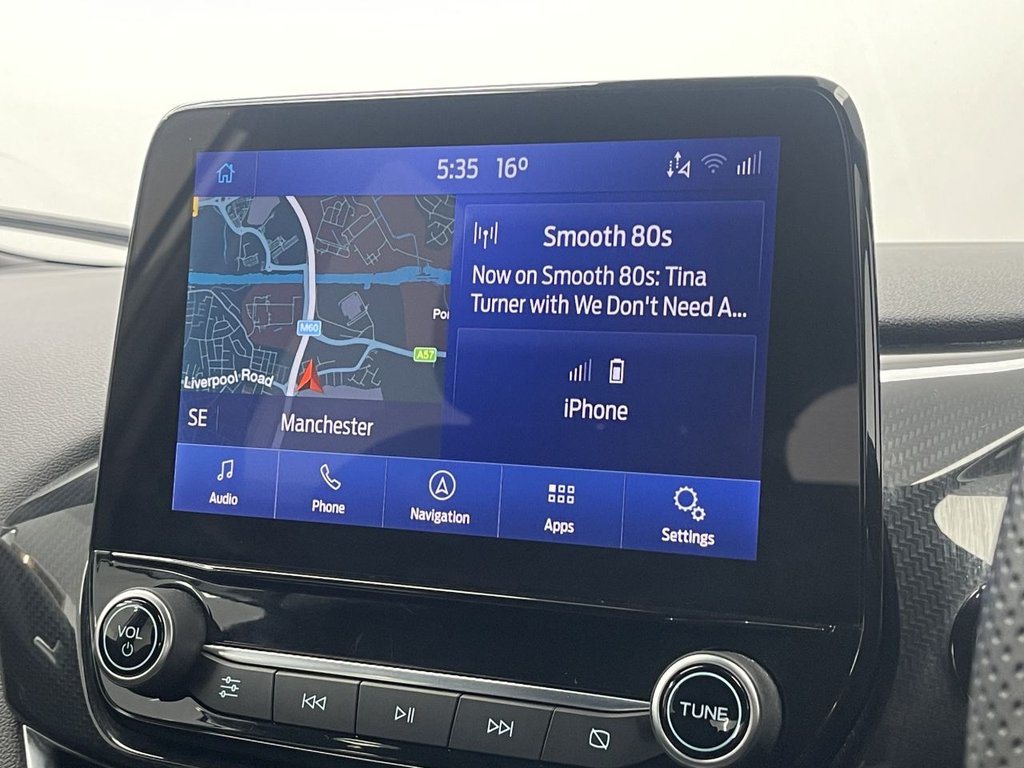 5:35 16°
Smooth 80s
Now on Smooth 80s: Tina
Turner with We Don't Need A...
M60
A57
Liverpool Road
SE
Manchester
iPhone
Audio
Phone
Navigation
Apps
Settings
VOL
TUNE